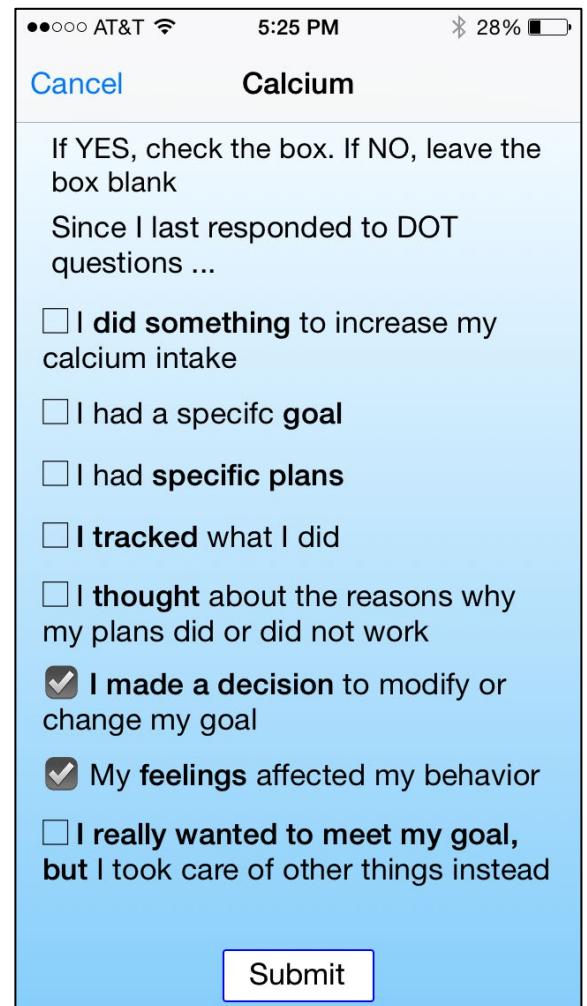 AT&T 5:25 PM 28%
Cancel Calcium
If YES, check the box. If NO, leave the
box blank
Since I last responded to DOT
questions ...
I did something to increase my
calcium intake
I had a specifc goal
I had specific plans
I tracked what I did
I thought about the reasons why
my plans did or did not work
I made a decision to modify or
change my goal
My feelings affected my behavior
I really wanted to meet my goal,
but I took care of other things instead
Submit